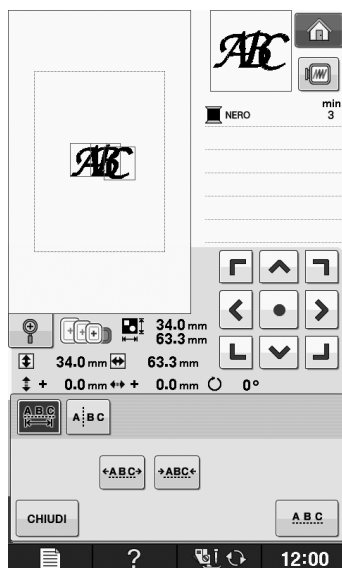 ABC
min
NERO 3
ABC
34.0 mm
63.3 mm
34.0 mm 63.3 mm
+ 0.0 mm + 0.0 mm 0°
ABC A BC
ABC ABC
CHIUDI ABC
? 12:00